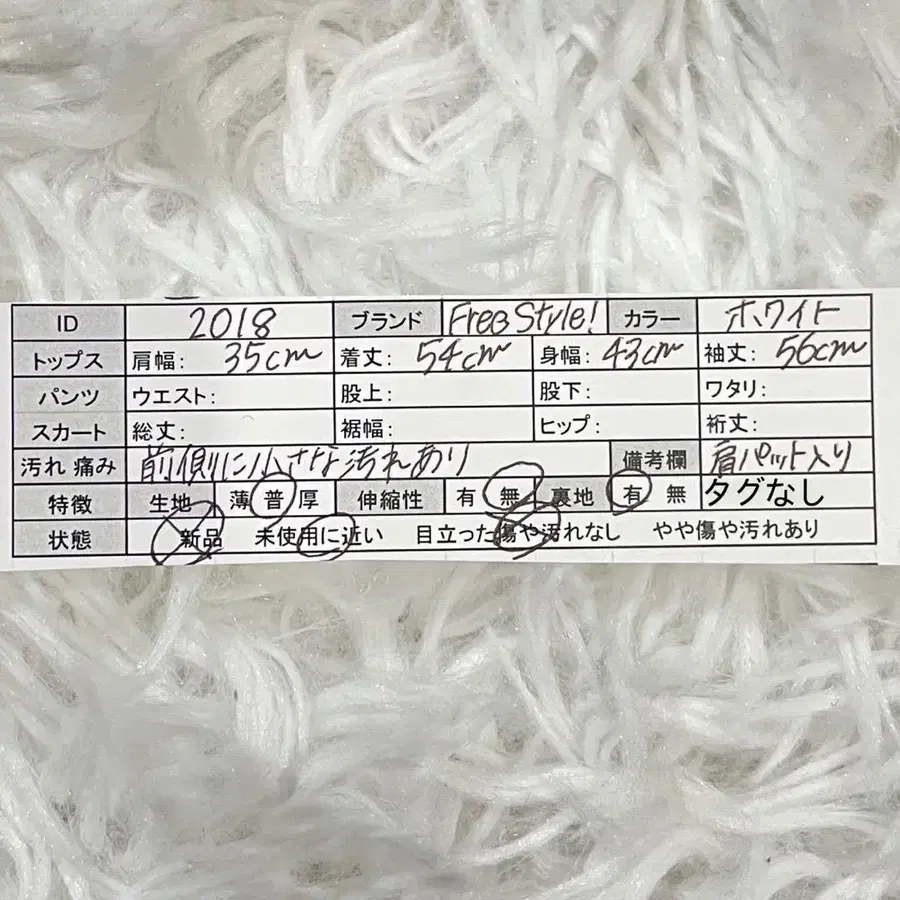 ID 2018 ブランド Free Style! カラー ホワイト
トップス 肩幅: 35cm 着丈: 54cm 身幅: 43cm 袖丈: 56cm
パンツ ウエスト: 股上: 股下: ワタリ:
スカート 総丈: 裾幅: ヒップ: 裄丈:
汚れ 痛み 前側に小さな汚れあり 備考欄 肩パット入り
特徴 生地 薄 普 厚 伸縮性 有 無 裏地 有 無 タグなし
状態 新品 未使用に近い 目立った傷や汚れなし やや傷や汚れあり